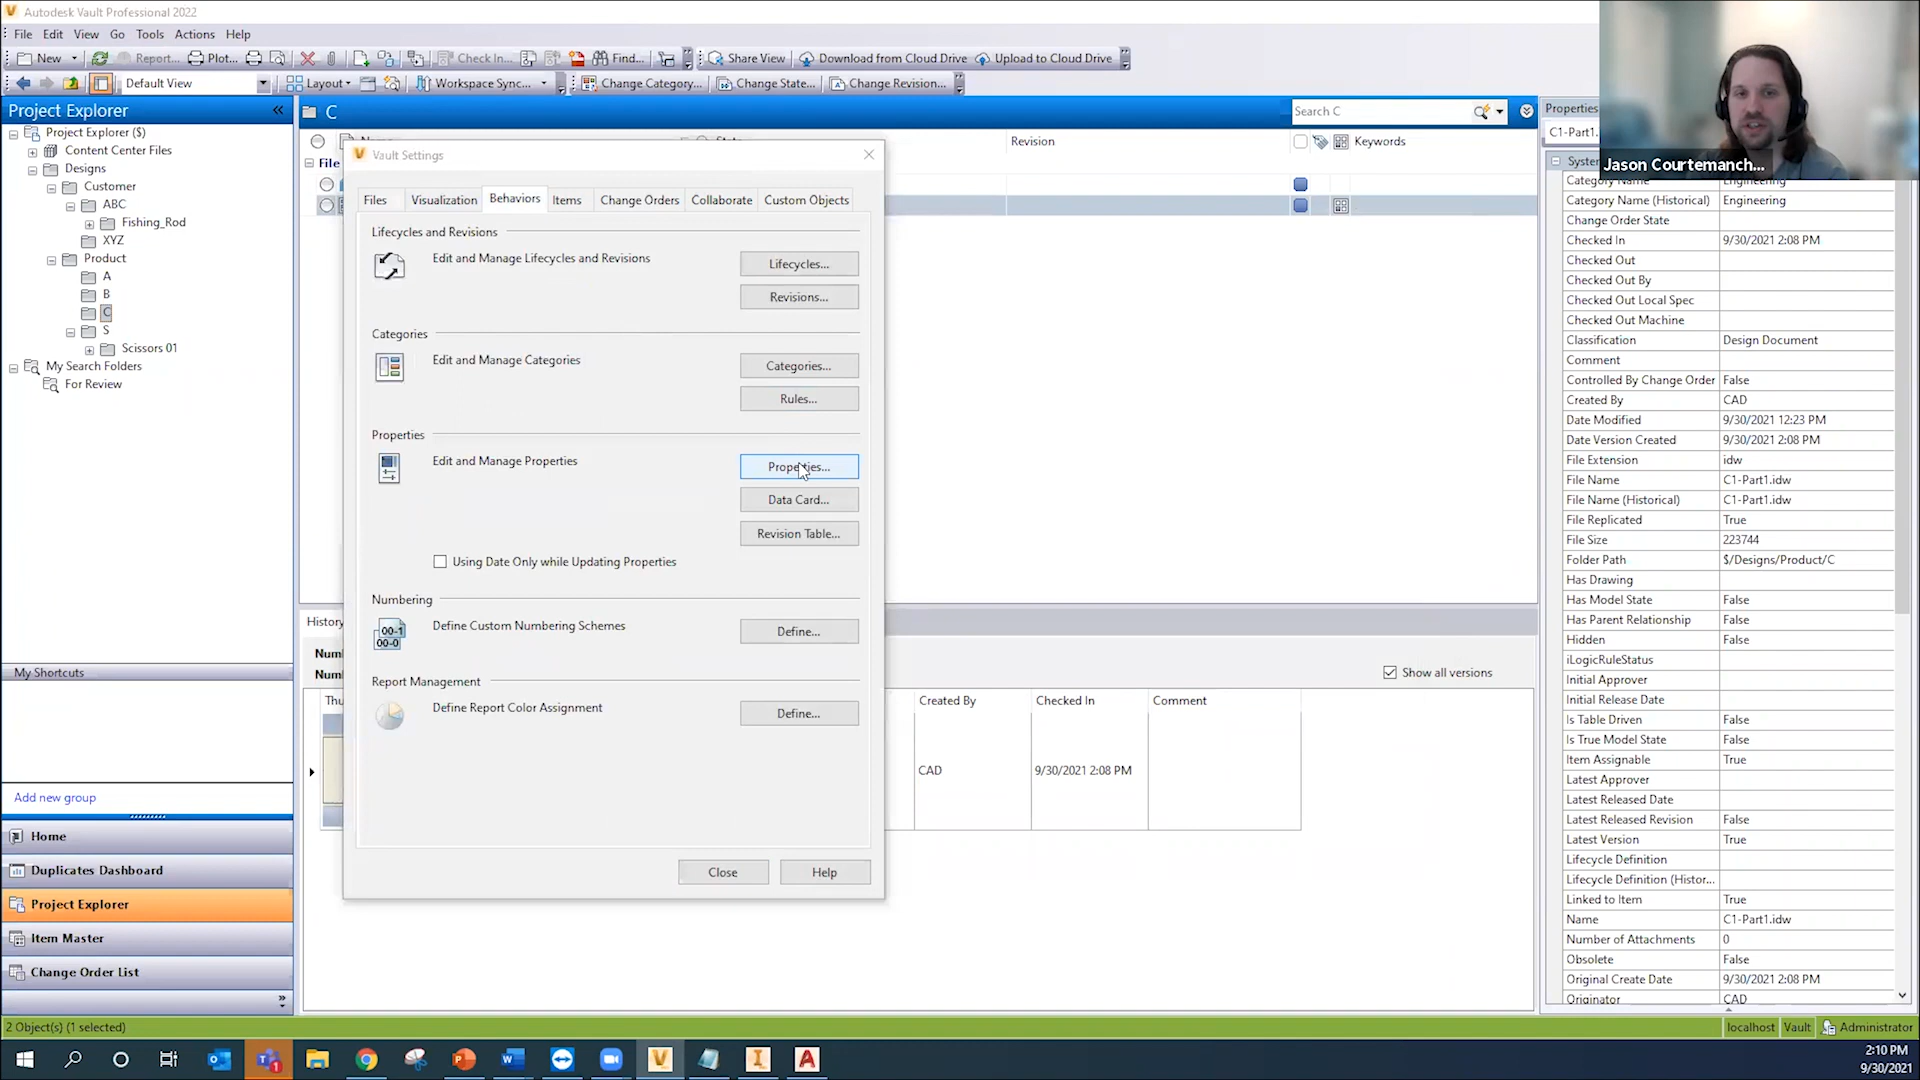 Autodesk Vault Professional 2022
File Edit View Go Tools Actions Help
New Report... Plot... Check In... Find... Share View Download from Cloud Drive Upload to Cloud Drive
Default View Layout Workspace Sync... Change Category... Change State... Change Revision...
Project Explorer
Project Explorer ($)
Content Center Files
Designs
Customer
ABC
Fishing_Rod
XYZ
Product
A
B
C
S
Scissors 01
My Search Folders
For Review
My Shortcuts
Add new group
Home
Duplicates Dashboard
Project Explorer
Item Master
Change Order List
C
Search C
Revision Keywords
File
Vault Settings
Files Visualization Behaviors Items Change Orders Collaborate Custom Objects
Lifecycles and Revisions
Edit and Manage Lifecycles and Revisions Lifecycles...
Revisions...
Categories
Edit and Manage Categories Categories...
Rules...
Properties
Edit and Manage Properties Properties...
Data Card...
Revision Table...
Using Date Only while Updating Properties
Numbering
00-1
00-0
Define Custom Numbering Schemes Define...
Report Management
Define Report Color Assignment Define...
Close Help
History
Num
Num
Show all versions
Thu Created By Checked In Comment
CAD 9/30/2021 2:08 PM
Properties
C1-Part1.
Jason Courtemanch...
Syste
Category Name Engineering
Category Name (Historical) Engineering
Change Order State
Checked In 9/30/2021 2:08 PM
Checked Out
Checked Out By
Checked Out Local Spec
Checked Out Machine
Classification Design Document
Comment
Controlled By Change Order False
Created By CAD
Date Modified 9/30/2021 12:23 PM
Date Version Created 9/30/2021 2:08 PM
File Extension idw
File Name C1-Part1.idw
File Name (Historical) C1-Part1.idw
File Replicated True
File Size 223744
Folder Path $/Designs/Product/C
Has Drawing
Has Model State False
Has Parent Relationship False
Hidden False
iLogicRuleStatus
Initial Approver
Initial Release Date
Is Table Driven False
Is True Model State False
Item Assignable True
Latest Approver
Latest Released Date
Latest Released Revision False
Latest Version True
Lifecycle Definition
Lifecycle Definition (Histor...
Linked to Item True
Name C1-Part1.idw
Number of Attachments 0
Obsolete False
Original Create Date 9/30/2021 2:08 PM
Originator CAD
2 Object(s) (1 selected) localhost Vault Administrator
2:10 PM
9/30/2021